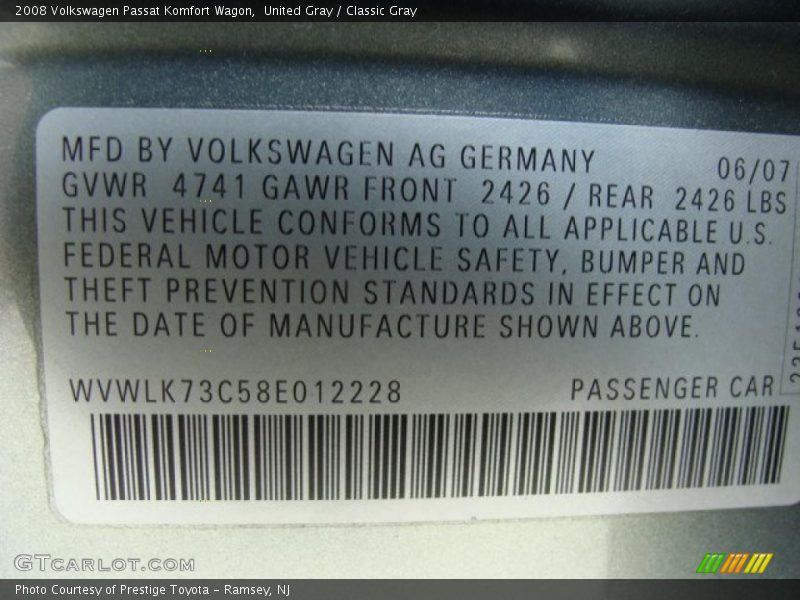 2008 Volkswagen Passat Komfort Wagon,  United Gray / Classic Gray
MFD BY VOLKSWAGEN AG GERMANY 06/07
GVWR 4741 GAWR FRONT 2426 / REAR 2426 LBS
THIS VEHICLE CONFORMS TO ALL APPLICABLE U.S.
FEDERAL MOTOR VEHICLE SAFETY, BUMPER AND
THEFT PREVENTION STANDARDS IN EFFECT ON
THE DATE OF MANUFACTURE SHOWN ABOVE.
WVWLK73C58E012228 PASSENGER CAR
GTCARLOT.COM
Photo Courtesy of Prestige Toyota - Ramsey, NJ